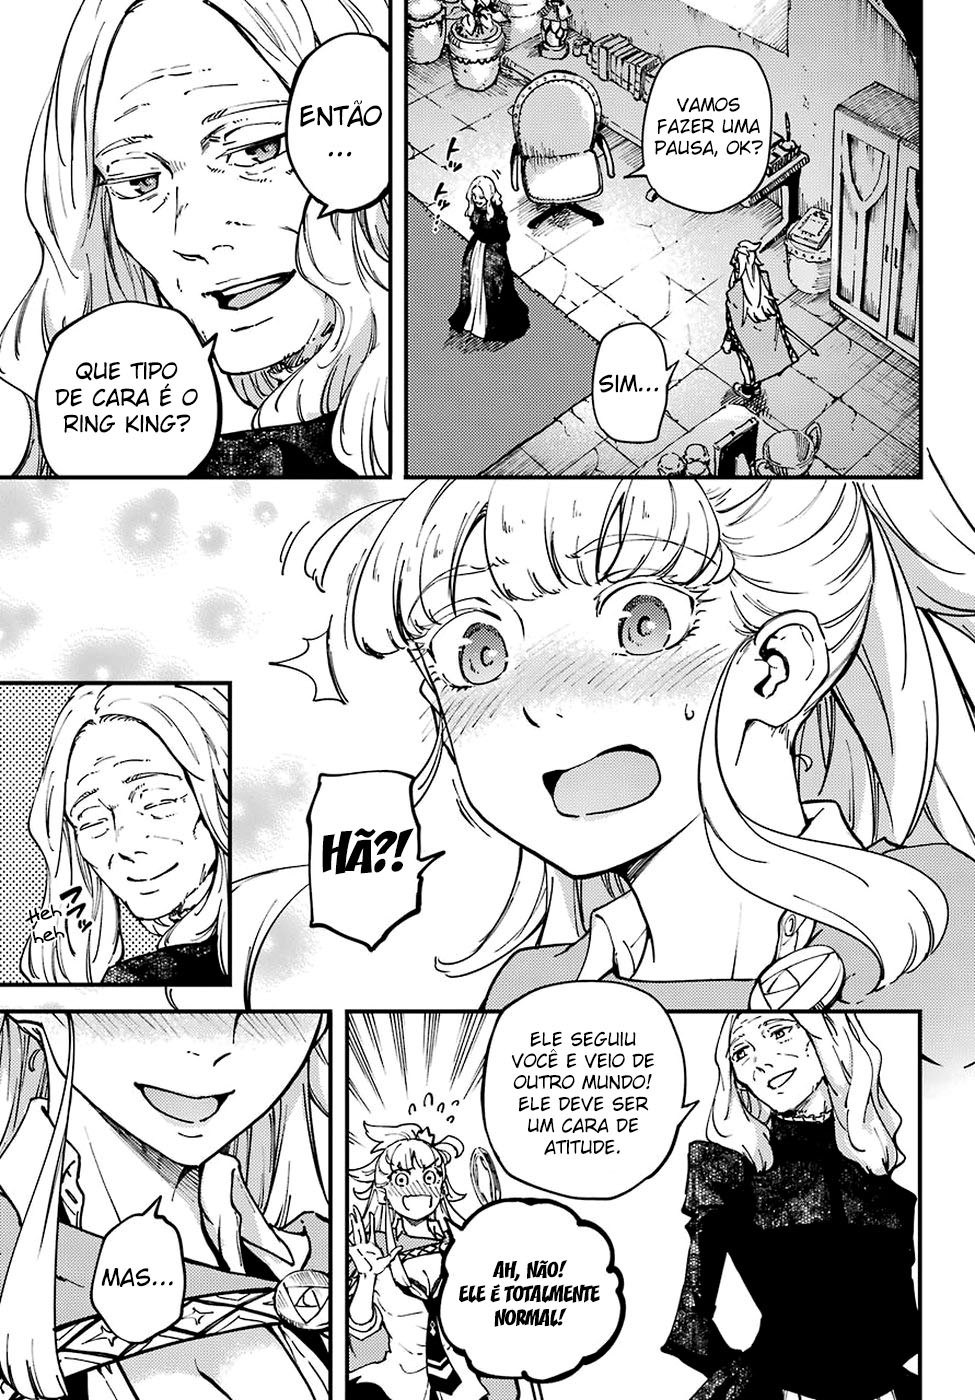 VAMOS
FAZER UMA
PAUSA, OK?
SIM...
ENTÃO
...
QUE TIPO
DE CARA É O
RING KING?
HÃ?!
Heh
heh
ELE SEGUIU
VOCÊ E VEIO DE
OUTRO MUNDO!
ELE DEVE SER
UM CARA DE
ATITUDE.
AH, NÃO!
ELE É TOTALMENTE
NORMAL!
MAS...